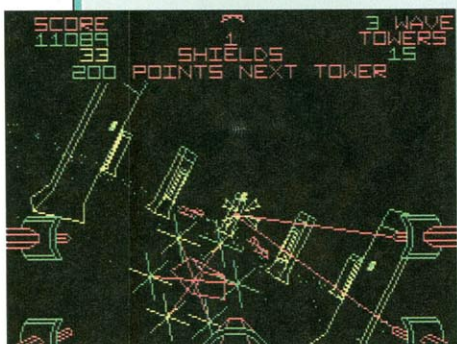 SCORE
11089
33
1
SHIELDS
3 WAVE
TOWERS
15
200 POINTS NEXT TOWER